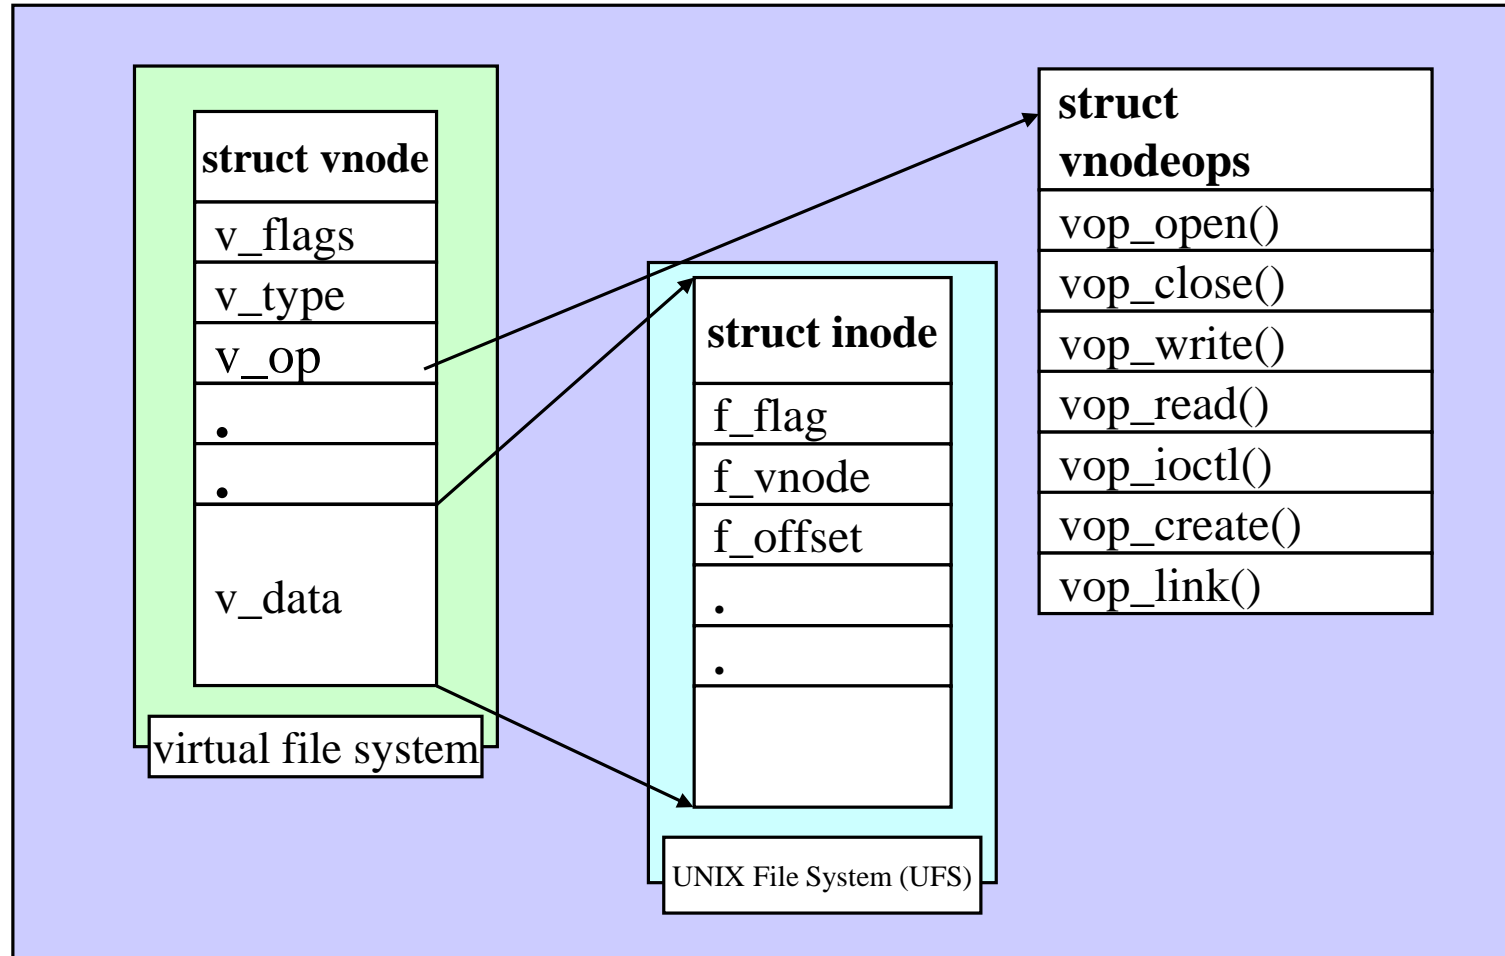 struct vnode
v_flags
v_type
v_op
.
.
v_data
virtual file system
struct inode
f_flag
f_vnode
f_offset
.
.
UNIX File System (UFS)
struct
vnodeops
vop_open()
vop_close()
vop_write()
vop_read()
vop_ioctl()
vop_create()
vop_link()